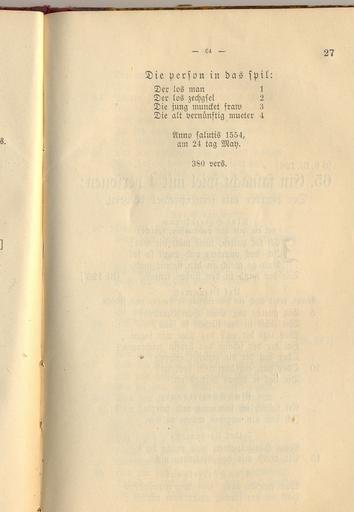 — 64 —
27
Die person in das spil:
Der los man 1
Der los zechgsel 2
Die jung muncket fraw 3
Die alt vernünftig mueter 4
Anno salutis 1554,
am 24 tag May.
380 vers.
s.
]